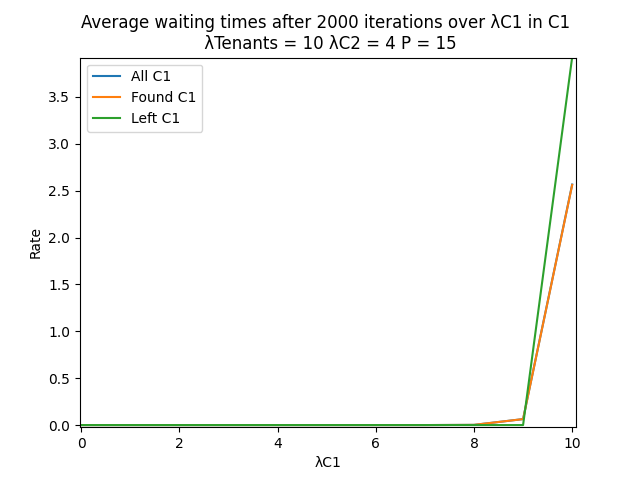 Average waiting times after 2000 iterations over λC1 in C1
λTenants = 10 λC2 = 4 P = 15
All C1
Found C1
Left C1
3.5
3.0
2.5
2.0
1.5
1.0
0.5
0.0
Rate
0 2 4 6 8 10
λC1